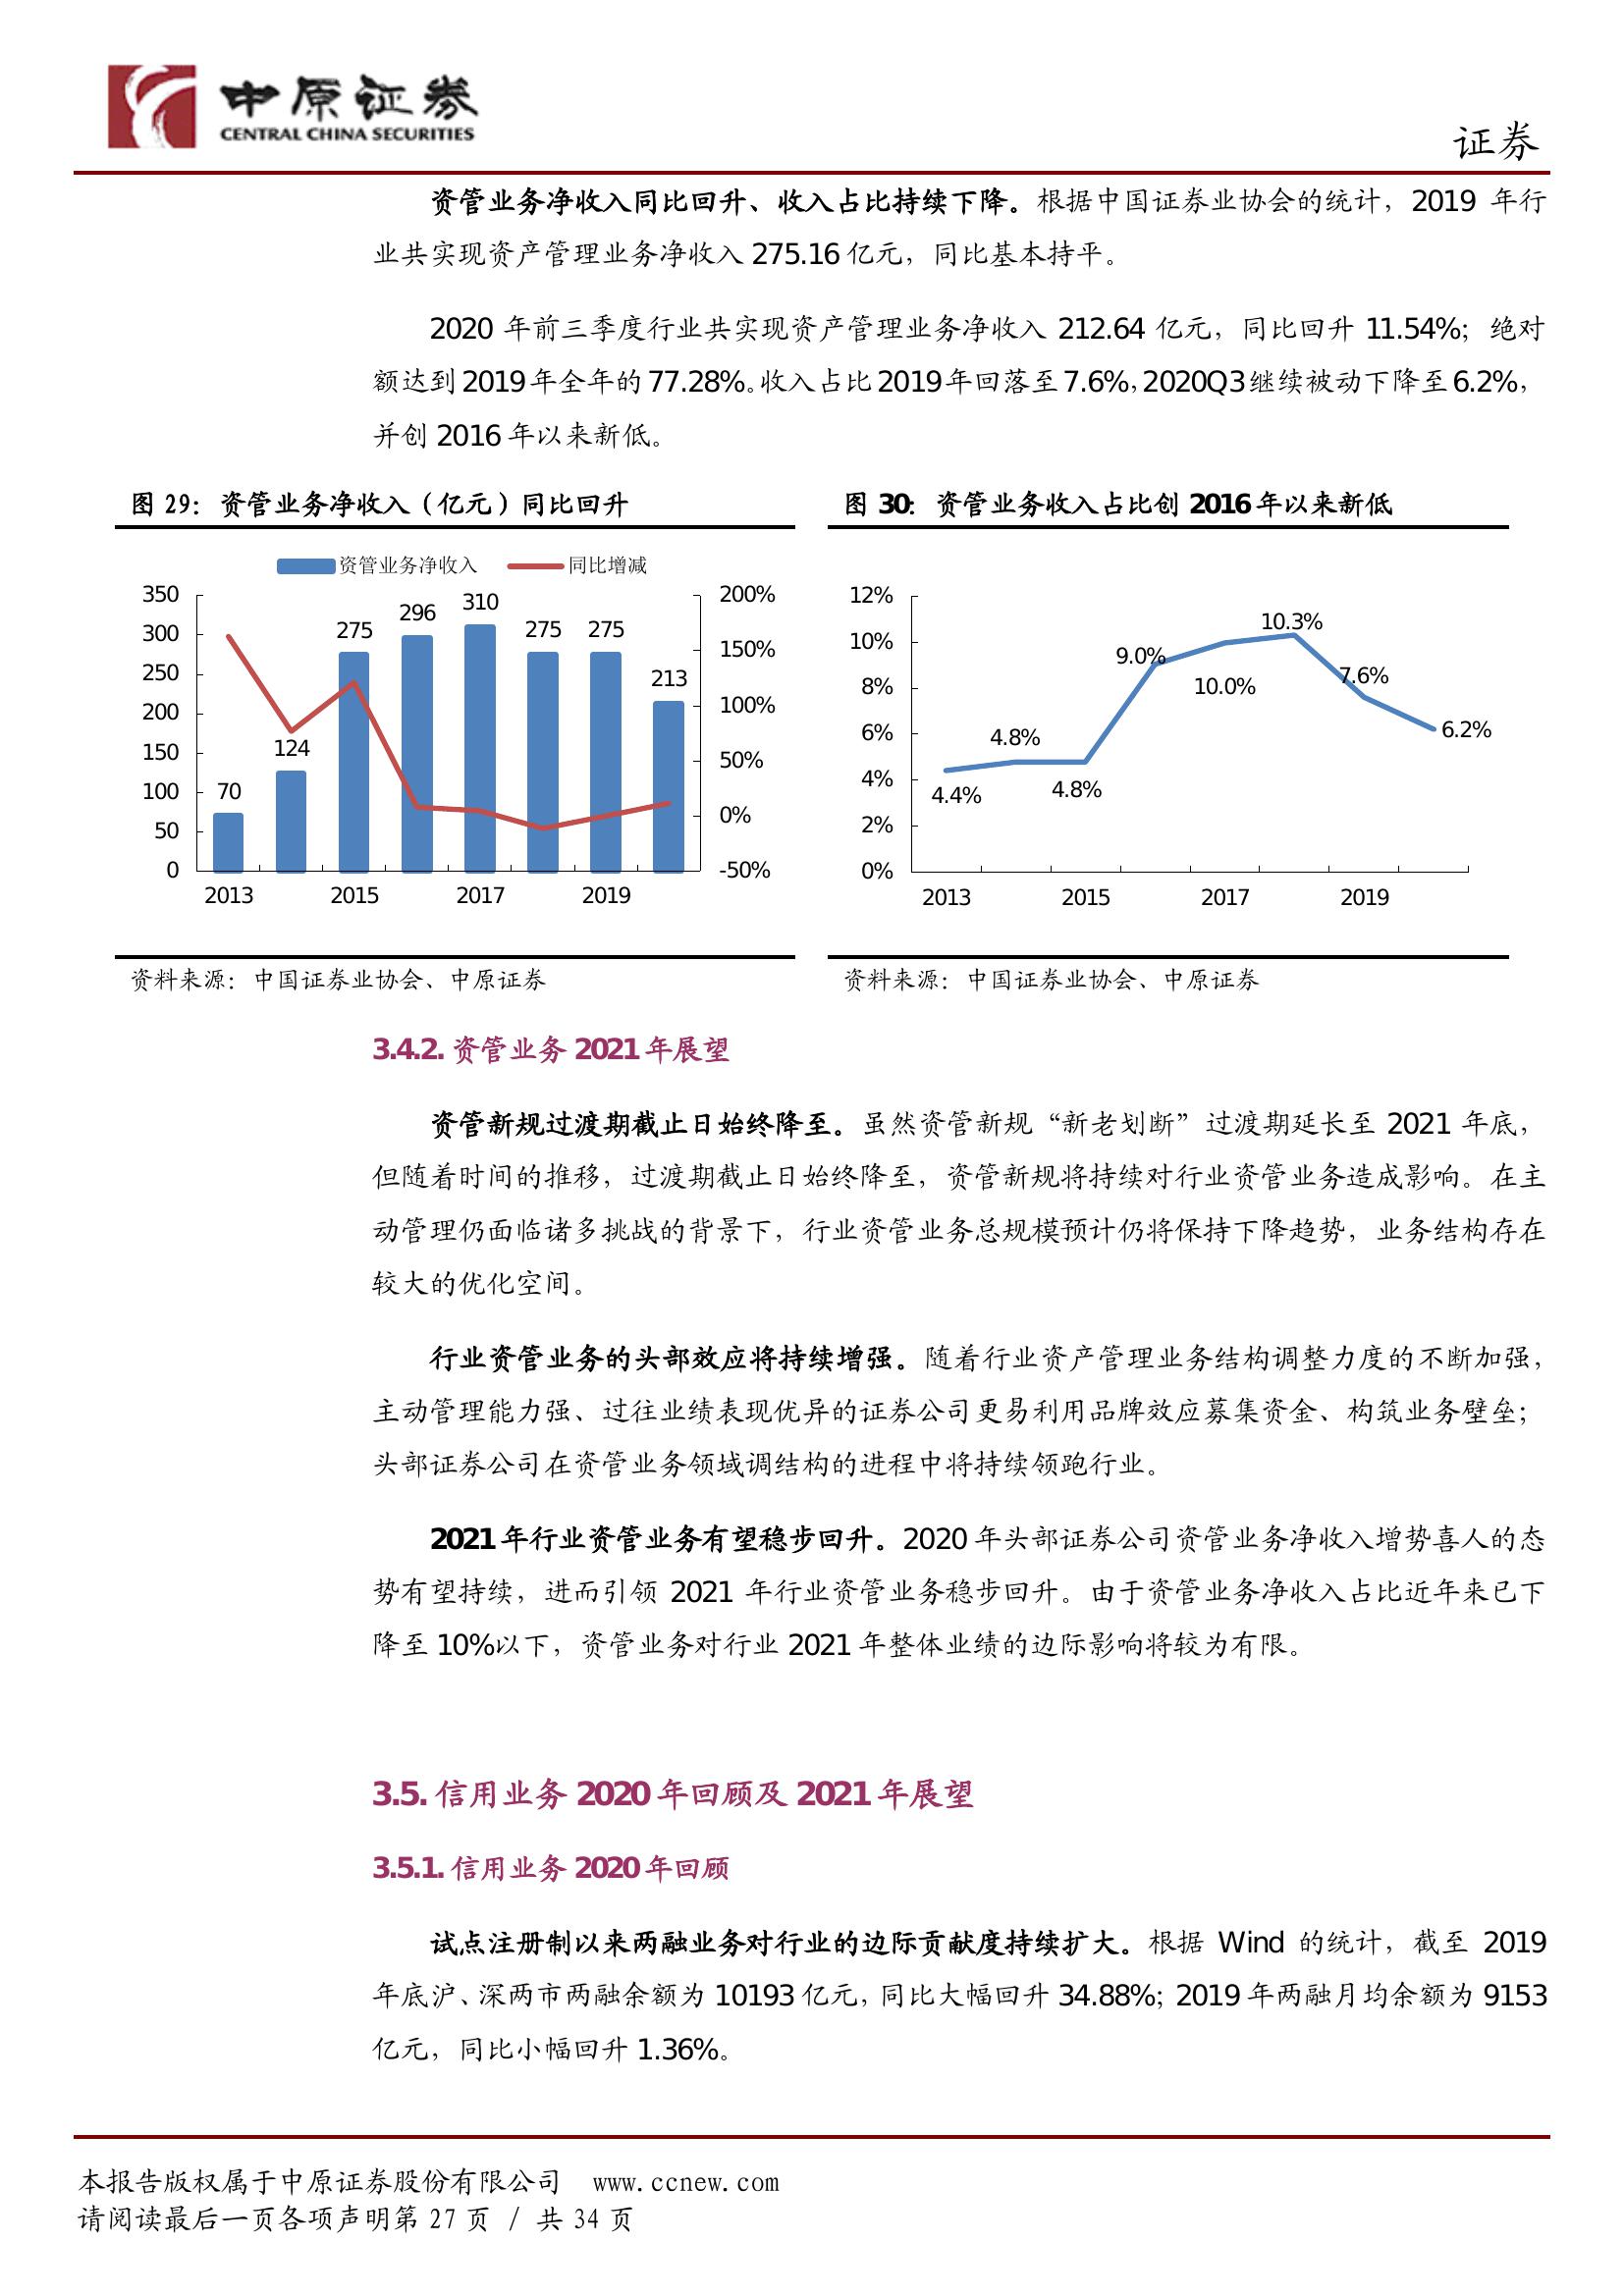 中原证券
CENTRAL CHINA SECURITIES
证券
资管业务净收入同比回升、收入占比持续下降。根据中国证券业协会的统计，2019 年行
业共实现资产管理业务净收入 275.16 亿元，同比基本持平。
2020 年前三季度行业共实现资产管理业务净收入 212.64 亿元，同比回升 11.54%；绝对
额达到 2019 年全年的 77.28%。收入占比 2019 年回落至 7.6%，2020Q3 继续被动下降至 6.2%，
并创 2016 年以来新低。
图 29：资管业务净收入（亿元）同比回升
资管业务净收入 同比增减
350
300
250
200
150
100
50
0
200%
150%
100%
50%
0%
-50%
70
124
275
296
310
275
275
213
2013 2015 2017 2019
资料来源：中国证券业协会、中原证券
图 30：资管业务收入占比创 2016 年以来新低
12%
10%
8%
6%
4%
2%
0%
4.4%
4.8%
4.8%
9.0%
10.0%
10.3%
7.6%
6.2%
2013 2015 2017 2019
资料来源：中国证券业协会、中原证券
3.4.2. 资管业务 2021 年展望
资管新规过渡期截止日始终降至。虽然资管新规“新老划断”过渡期延长至 2021 年底，
但随着时间的推移，过渡期截止日始终降至，资管新规将持续对行业资管业务造成影响。在主
动管理仍面临诸多挑战的背景下，行业资管业务总规模预计仍将保持下降趋势，业务结构存在
较大的优化空间。
行业资管业务的头部效应将持续增强。随着行业资产管理业务结构调整力度的不断加强，
主动管理能力强、过往业绩表现优异的证券公司更易利用品牌效应募集资金、构筑业务壁垒；
头部证券公司在资管业务领域调结构的进程中将持续领跑行业。
2021 年行业资管业务有望稳步回升。2020 年头部证券公司资管业务净收入增势喜人的态
势有望持续，进而引领 2021 年行业资管业务稳步回升。由于资管业务净收入占比近年来已下
降至 10%以下，资管业务对行业 2021 年整体业绩的边际影响将较为有限。
3.5. 信用业务 2020 年回顾及 2021 年展望
3.5.1. 信用业务 2020 年回顾
试点注册制以来两融业务对行业的边际贡献度持续扩大。根据 Wind 的统计，截至 2019
年底沪、深两市两融余额为 10193 亿元，同比大幅回升 34.88%；2019 年两融月均余额为 9153
亿元，同比小幅回升 1.36%。
本报告版权属于中原证券股份有限公司 www.ccnew.com
请阅读最后一页各项声明第 27 页 / 共 34 页